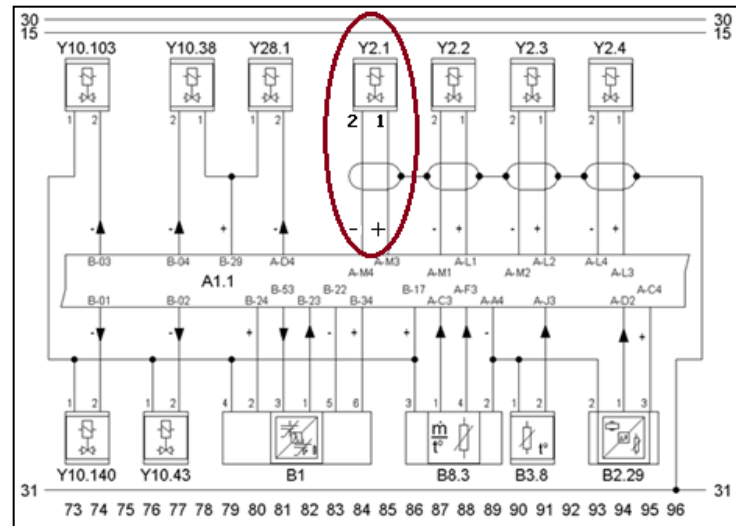 30 30
15 15
Y10.103 Y10.38 Y28.1 Y2.1 Y2.2 Y2.3 Y2.4
1 2 2 1 1 2 2 1 2 1 2 1 2 1
- - + - - + - + - + - +
B-03 B-04 B-29 A-D4 A-M4 A-M3 A-M1 A-L1 A-M2 A-L2 A-L4 A-L3
A1.1
B-01 B-02 B-24 B-53 B-23 B-22 B-34 B-17 A-C3 A-F3 A-A4 A-J3 A-D2 A-C4
- - + - - + + - +
1 2 1 2 4 2 3 1 5 6 3 1 4 2 1 2 2 1 3
λ ṁ
t° t°
Y10.140 Y10.43 B1 B8.3 B3.8 B2.29
31 31
73 74 75 76 77 78 79 80 81 82 83 84 85 86 87 88 89 90 91 92 93 94 95 96